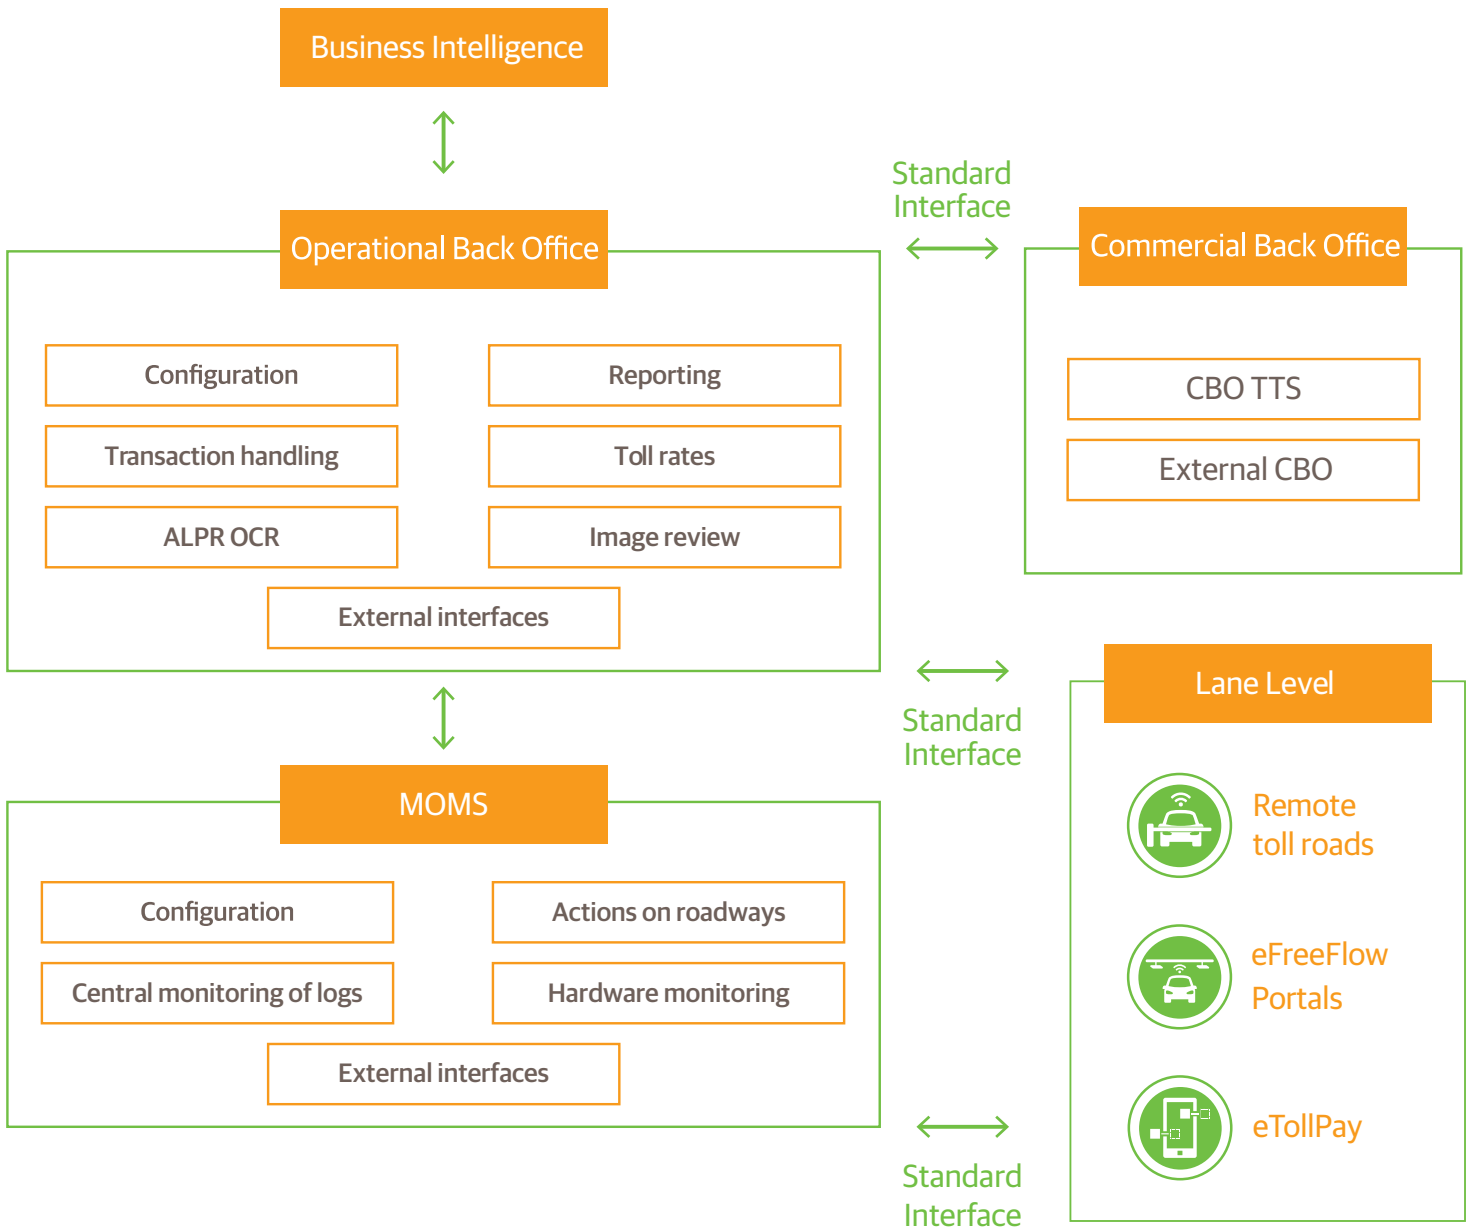 Business Intelligence
Standard
Interface
Operational Back Office
Commercial Back Office
Configuration
Reporting
Transaction handling
Toll rates
ALPR OCR
Image review
External interfaces
CBO TTS
External CBO
Standard
Interface
Lane Level
MOMS
Configuration
Actions on roadways
Central monitoring of logs
Hardware monitoring
External interfaces
Remote
toll roads
eFreeFlow
Portals
eTollPay
Standard
Interface